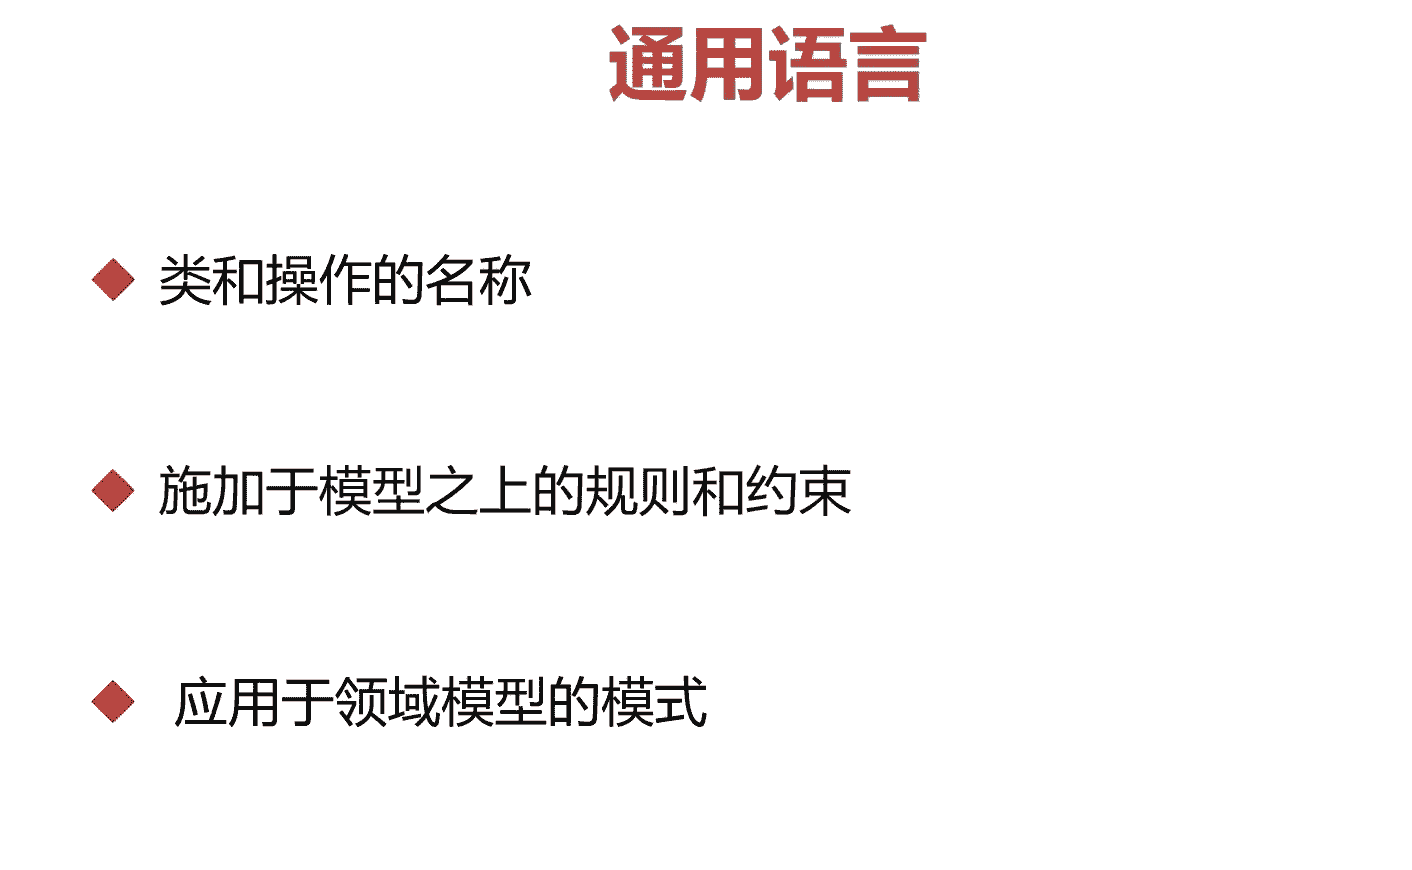 通用语言
类和操作的名称
施加于模型之上的规则和约束
应用于领域模型的模式